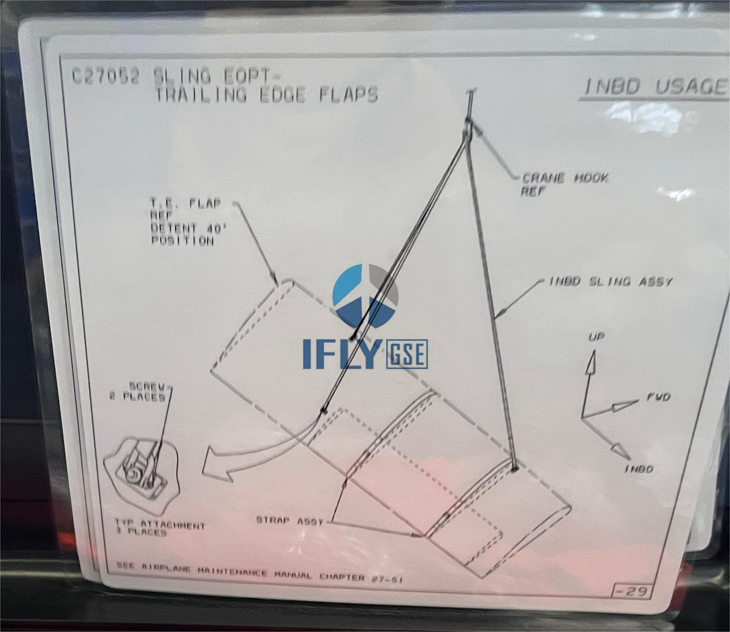 C27052 SLING EQPT-
TRAILING EDGE FLAPS
INBD USAGE
CRANE HOOK
REF
T.E. FLAP
REF
DETENT 40'
POSITION
INBD SLING ASSY
IFLY GSE
UP
FWD
INBD
SCREW
2 PLACES
TYP ATTACHMENT
3 PLACES
STRAP ASSY
SEE AIRPLANE MAINTENANCE MANUAL CHAPTER 27-51
-29